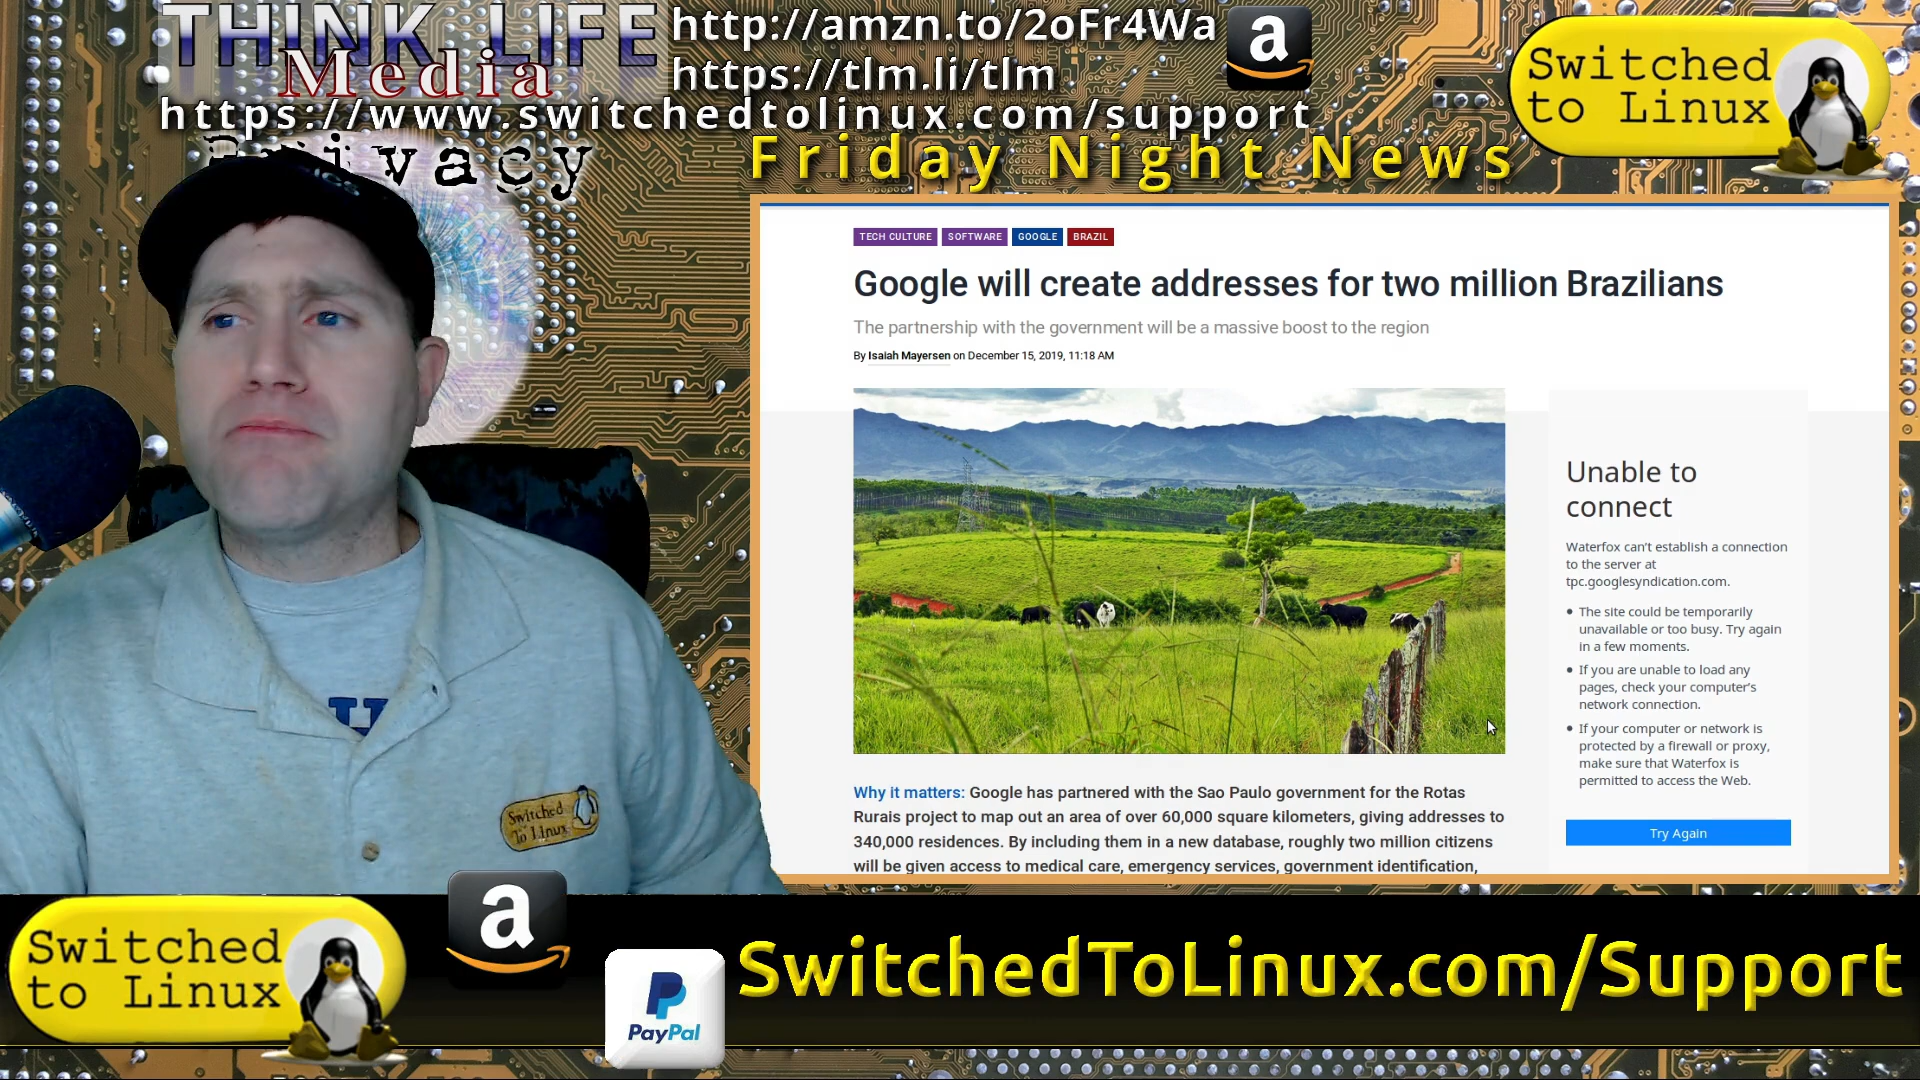 THINK LIFE
Media
http://amzn.to/2oFr4Wa
https://tlm.li/tlm
https://www.switchedtolinux.com/support
Privacy
Friday Night News
Switched
to Linux
TECH CULTURE SOFTWARE GOOGLE BRAZIL
Google will create addresses for two million Brazilians
The partnership with the government will be a massive boost to the region
By Isaiah Mayersen on December 15, 2019, 11:18 AM
Unable to
connect
Waterfox can't establish a connection
to the server at
tpc.googlesyndication.com.
The site could be temporarily
unavailable or too busy. Try again
in a few moments.
If you are unable to load any
pages, check your computer's
network connection.
If your computer or network is
protected by a firewall or proxy,
make sure that Waterfox is
permitted to access the Web.
Try Again
Why it matters: Google has partnered with the Sao Paulo government for the Rotas
Rurais project to map out an area of over 60,000 square kilometers, giving addresses to
340,000 residences. By including them in a new database, roughly two million citizens
will be given access to medical care, emergency services, government identification,
Switched
To Linux
Switched
to Linux
a
PayPal
SwitchedToLinux.com/Support